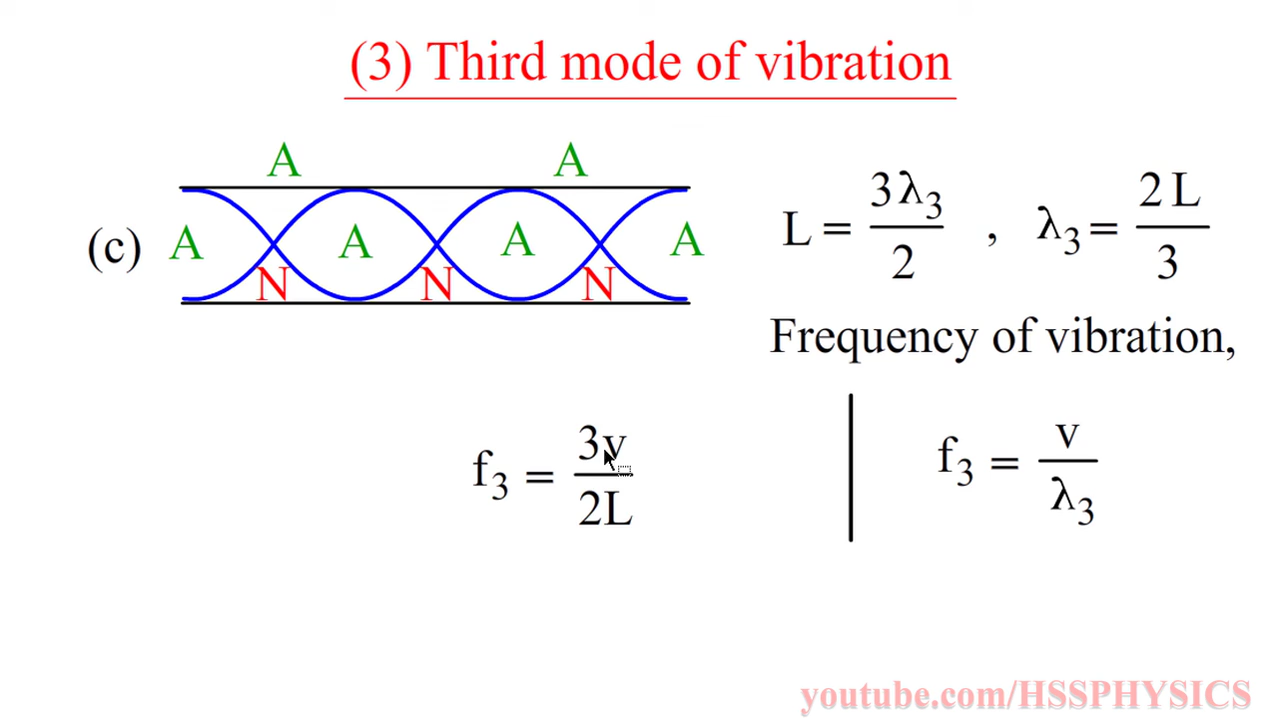 (3) Third mode of vibration
A A
(c) A A A A
N N N
L = 3λ₃/2 , λ₃ = 2L/3
Frequency of vibration,
f₃ = 3v/2L
f₃ = v/λ₃
youtube.com/HSSPHYSICS